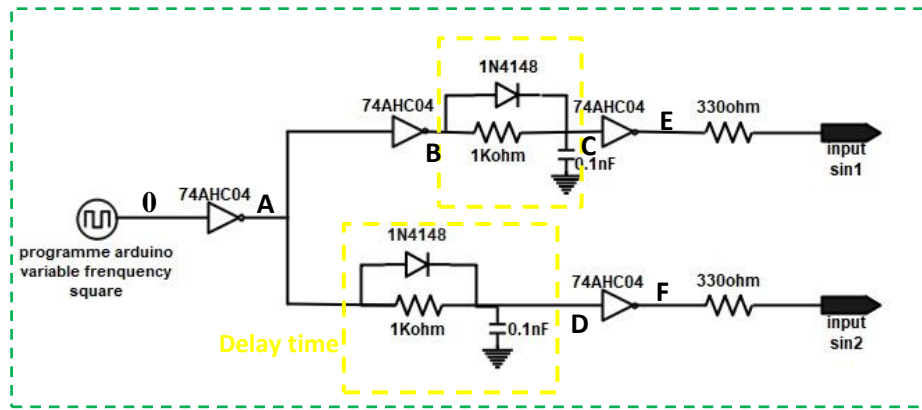 1N4148
74AHC04
74AHC04
E
330ohm
B
1Kohm
C
0.1nF
input
sin1
0
74AHC04
A
programme arduino
variable frenquency
square
1N4148
74AHC04
F
330ohm
1Kohm
0.1nF
D
input
sin2
Delay time